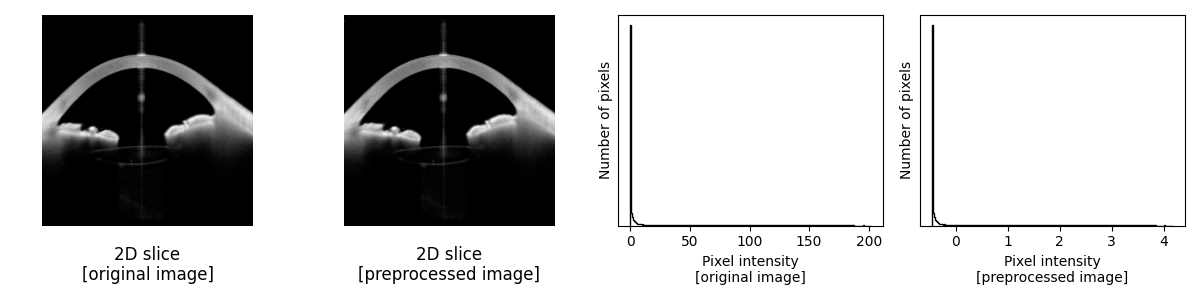 2D slice
[original image]
2D slice
[preprocessed image]
Number of pixels
0
50
100
150
200
Pixel intensity
[original image]
Number of pixels
0
1
2
3
4
Pixel intensity
[preprocessed image]